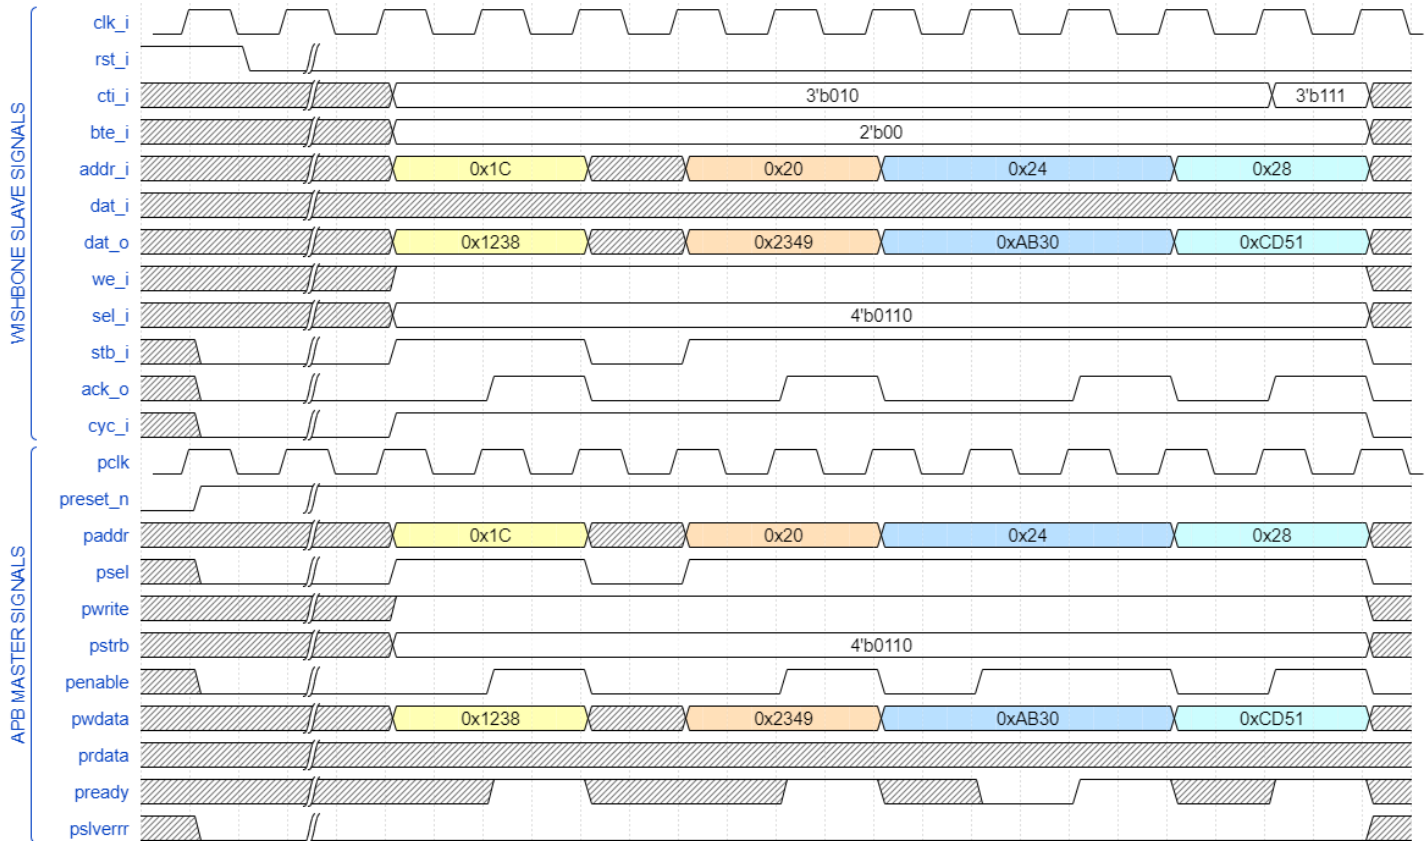 WISHBONE SLAVE SIGNALS
clk_i
rst_i
cti_i 3'b010 3'b111
bte_i 2'b00
addr_i 0x1C 0x20 0x24 0x28
dat_i
dat_o 0x1238 0x2349 0xAB30 0xCD51
we_i
sel_i 4'b0110
stb_i
ack_o
cyc_i
APB MASTER SIGNALS
pclk
preset_n
paddr 0x1C 0x20 0x24 0x28
psel
pwrite
pstrb 4'b0110
penable
pwdata 0x1238 0x2349 0xAB30 0xCD51
prdata
pready
pslverrr